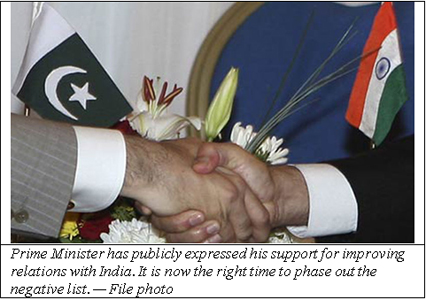 Prime Minister has publicly expressed his support for improving
relations with India. It is now the right time to phase out the
negative list. — File photo